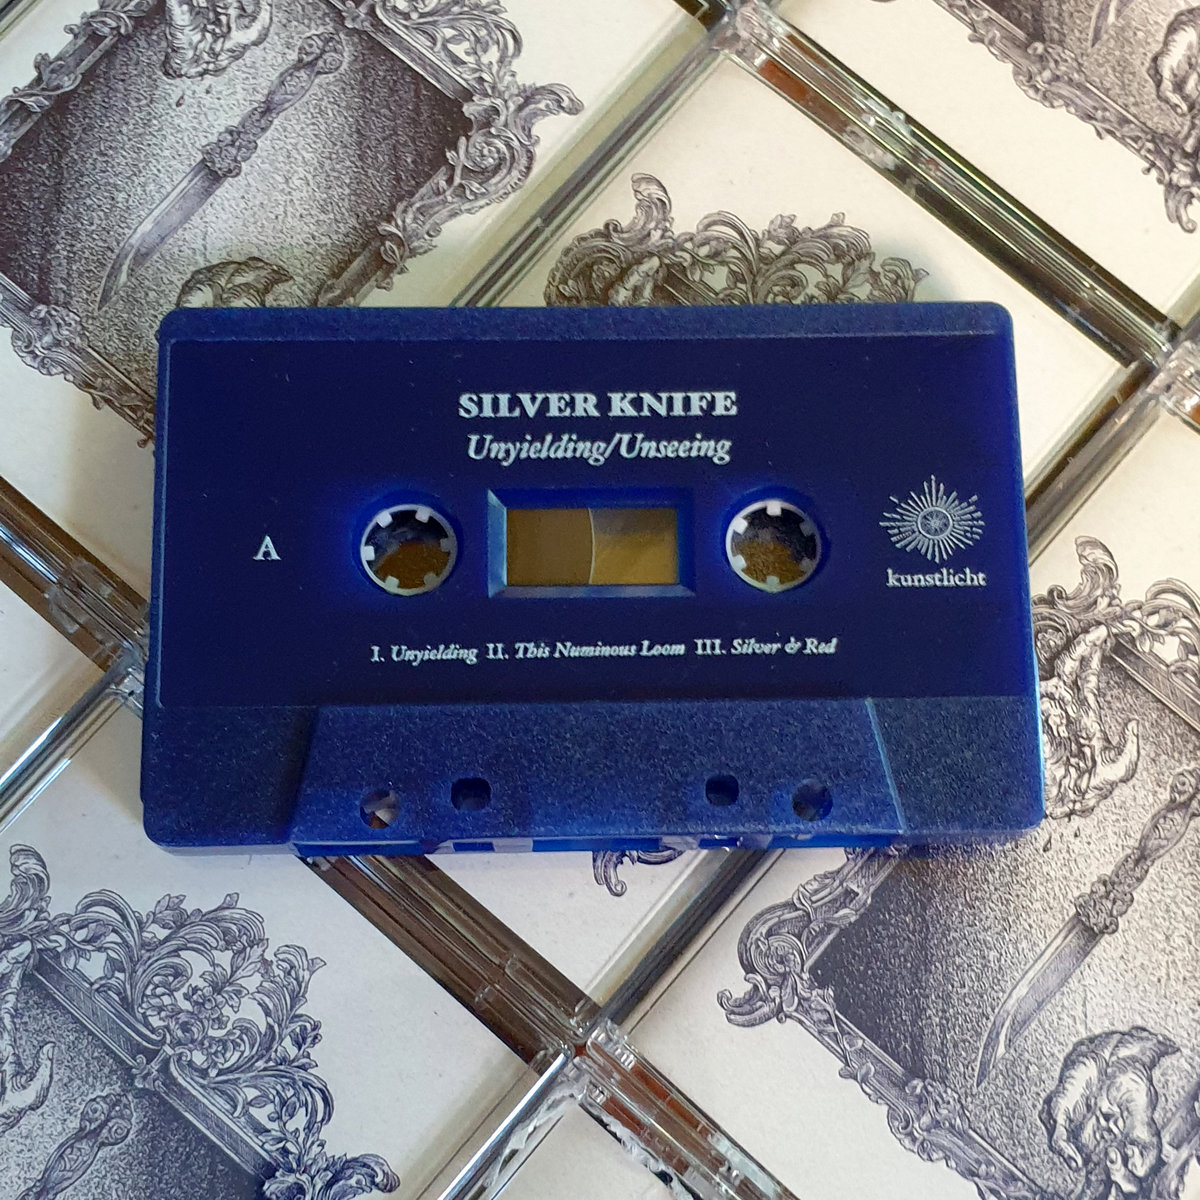 SILVER KNIFE
Unyielding/Unseeing
A
kunstlicht
I. Unyielding II. This Numinous Loom III. Silver & Red